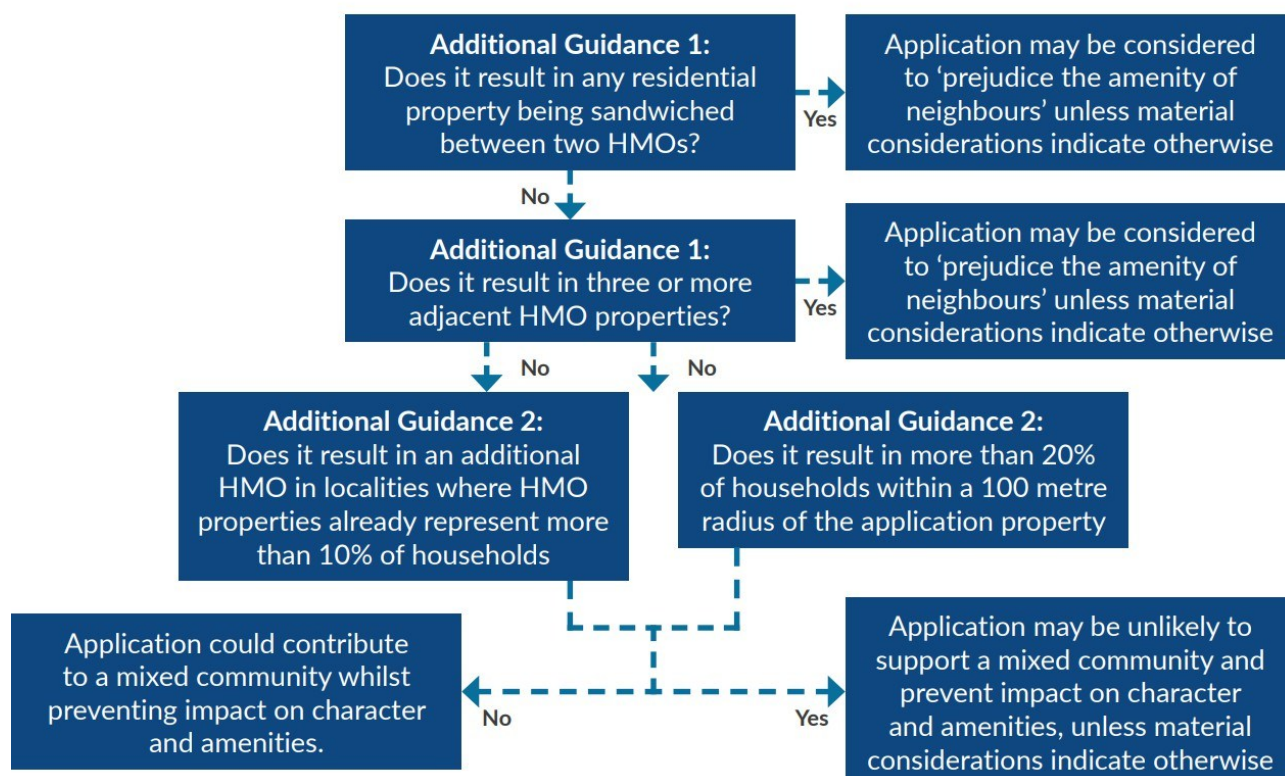 Additional Guidance 1:
Does it result in any residential
property being sandwiched
between two HMOs?
Yes
Application may be considered
to ‘prejudice the amenity of
neighbours’ unless material
considerations indicate otherwise
No
Additional Guidance 1:
Does it result in three or more
adjacent HMO properties?
Yes
Application may be considered
to ‘prejudice the amenity of
neighbours’ unless material
considerations indicate otherwise
No
No
Additional Guidance 2:
Does it result in an additional
HMO in localities where HMO
properties already represent more
than 10% of households
Additional Guidance 2:
Does it result in more than 20%
of households within a 100 metre
radius of the application property
Application could contribute
to a mixed community whilst
preventing impact on character
and amenities.
No
Yes
Application may be unlikely to
support a mixed community and
prevent impact on character
and amenities, unless material
considerations indicate otherwise